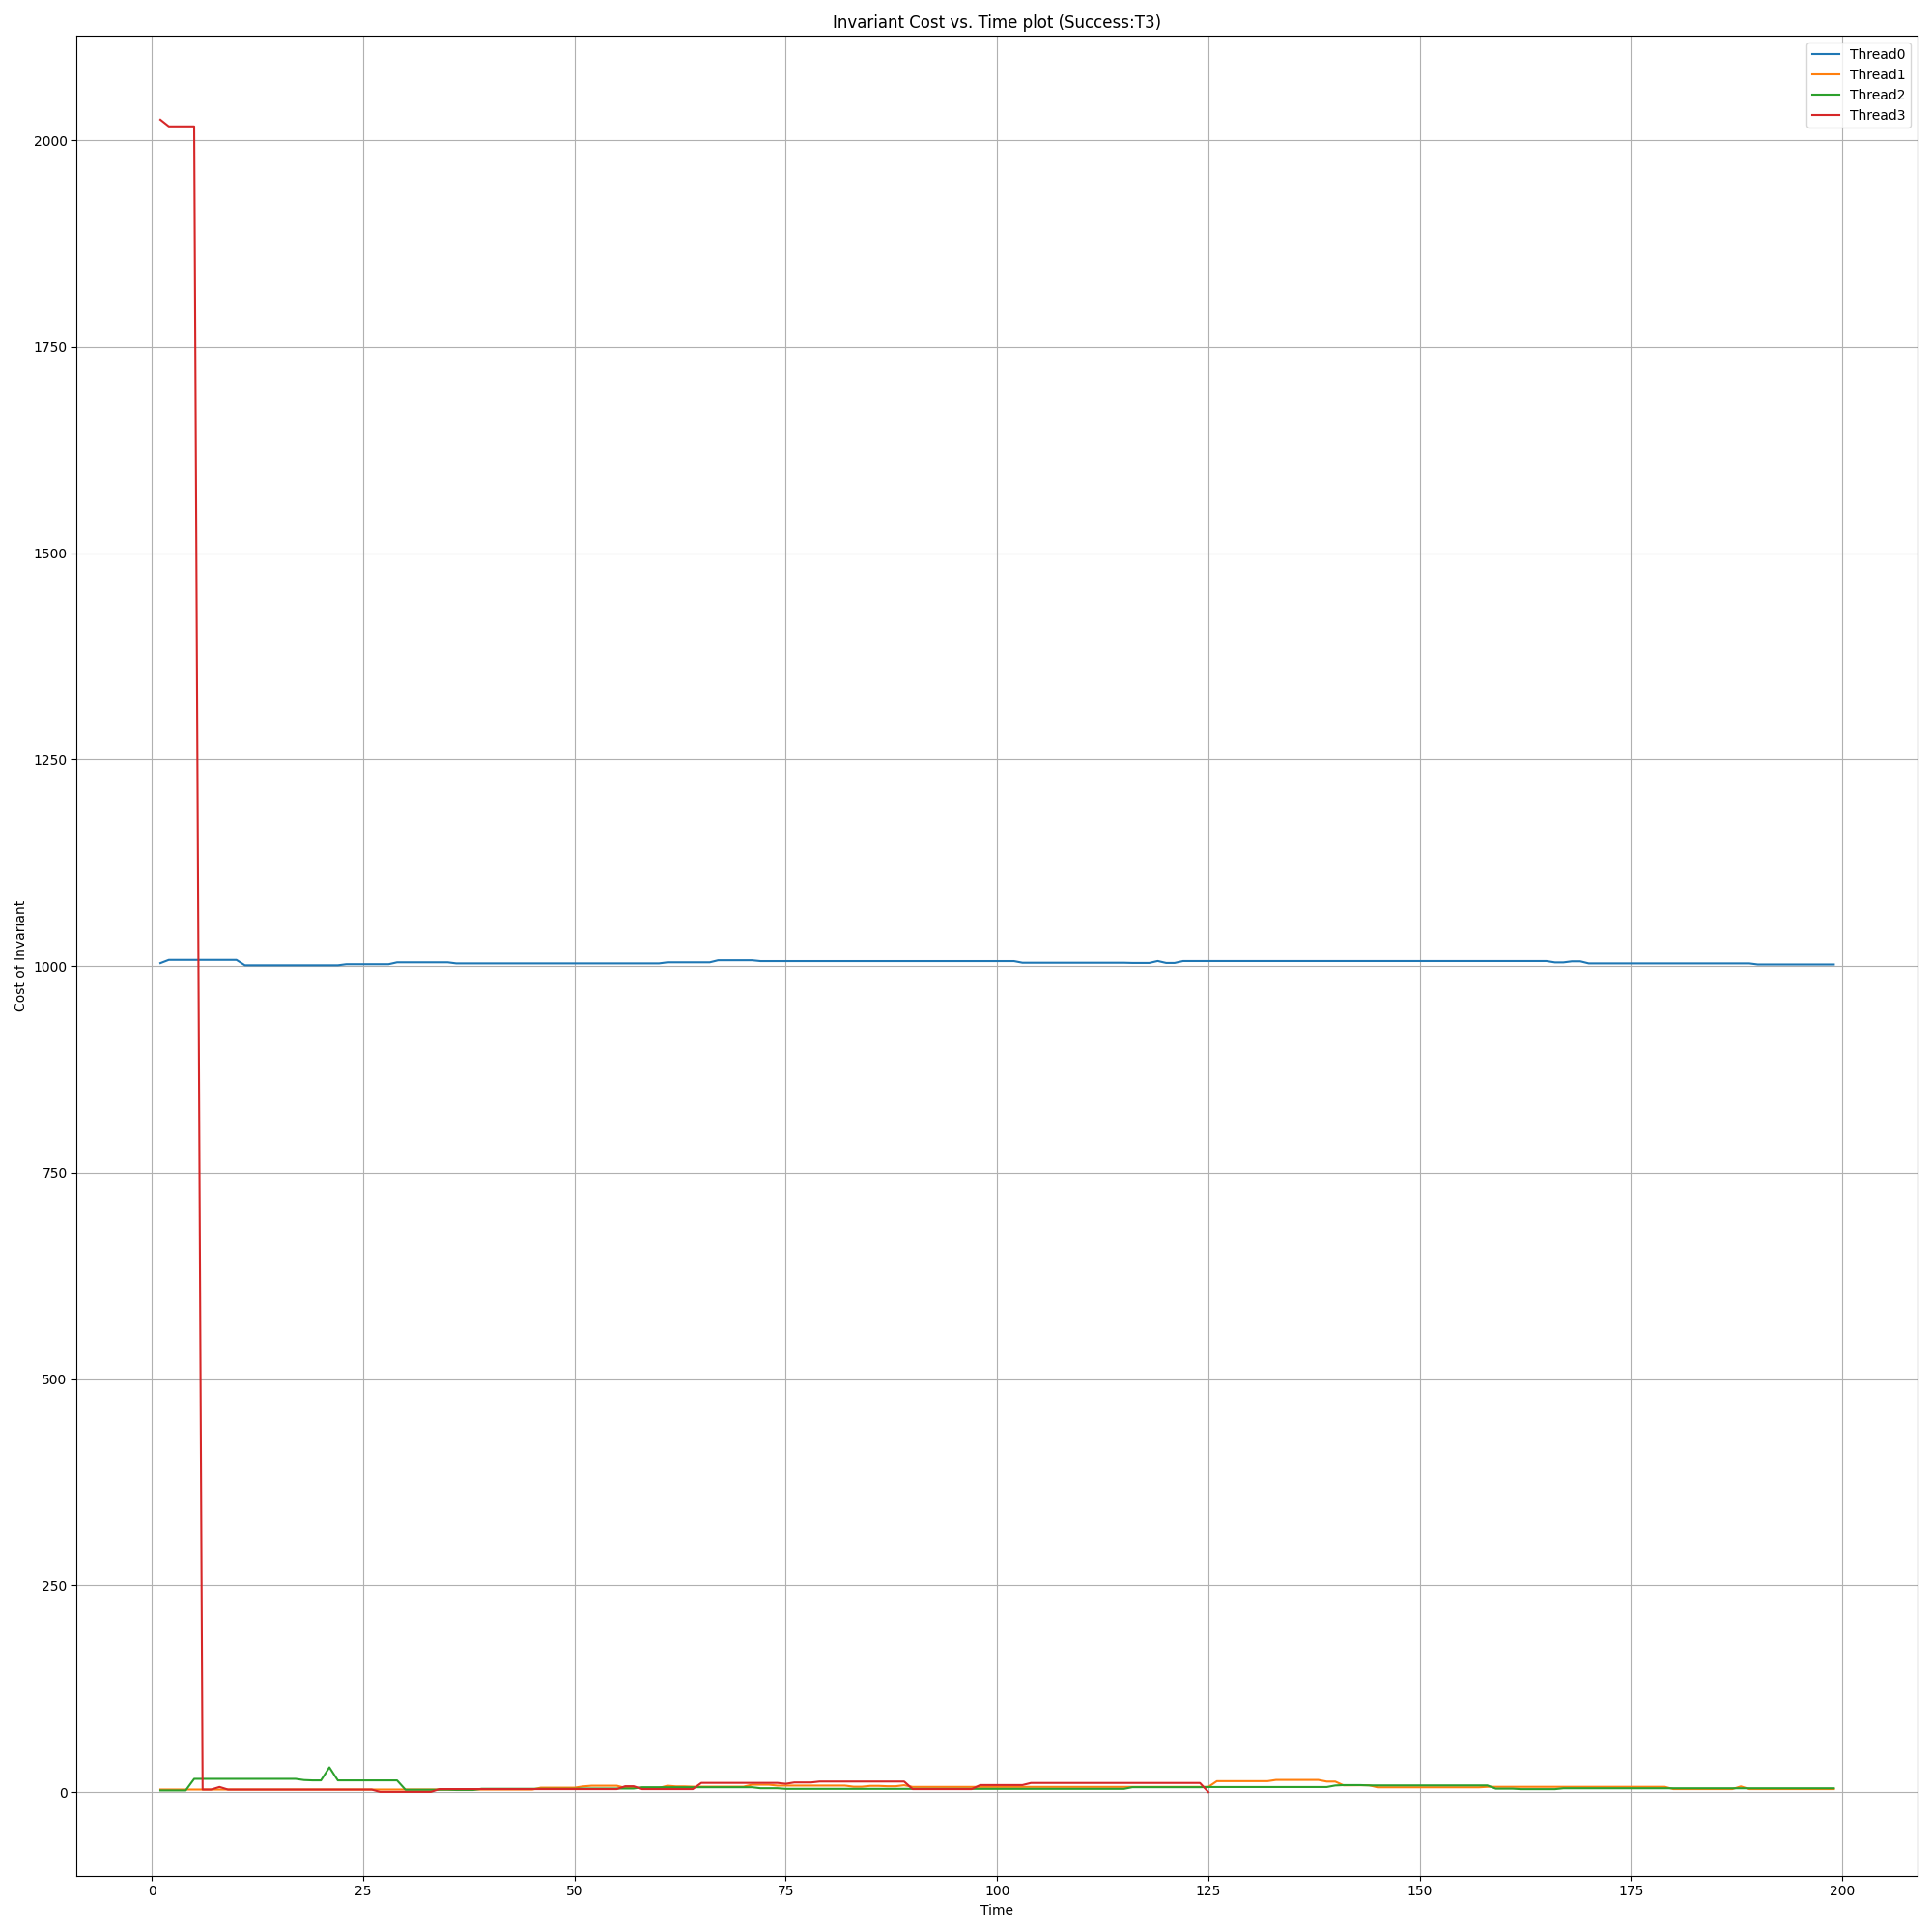 Invariant Cost vs. Time plot (Success:T3)
Thread0
Thread1
Thread2
Thread3
2000
1750
1500
1250
1000
750
500
250
0
Cost of Invariant
0 25 50 75 100 125 150 175 200
Time